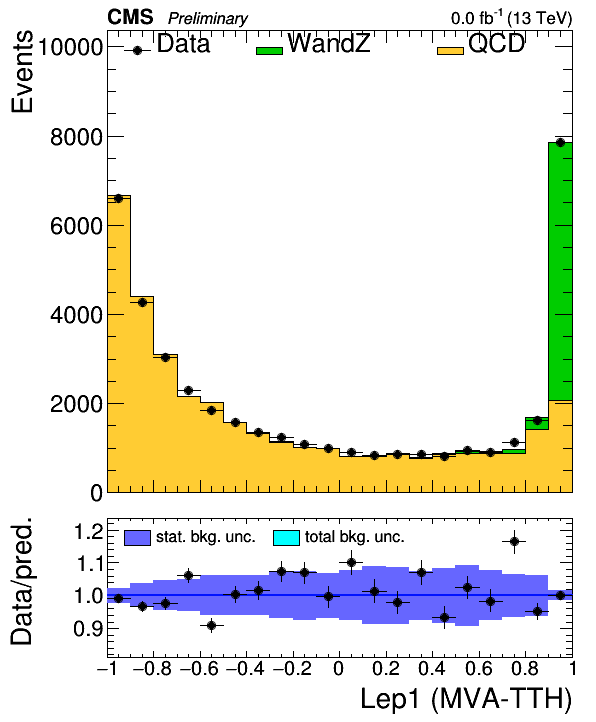 CMS Preliminary 0.0 fb⁻¹ (13 TeV)
Events
Data WandZ QCD
10000
8000
6000
4000
2000
0
Data/pred.
stat. bkg. unc. total bkg. unc.
1.2
1.1
1.0
0.9
−1 −0.8 −0.6 −0.4 −0.2 0 0.2 0.4 0.6 0.8 1
Lep1 (MVA-TTH)